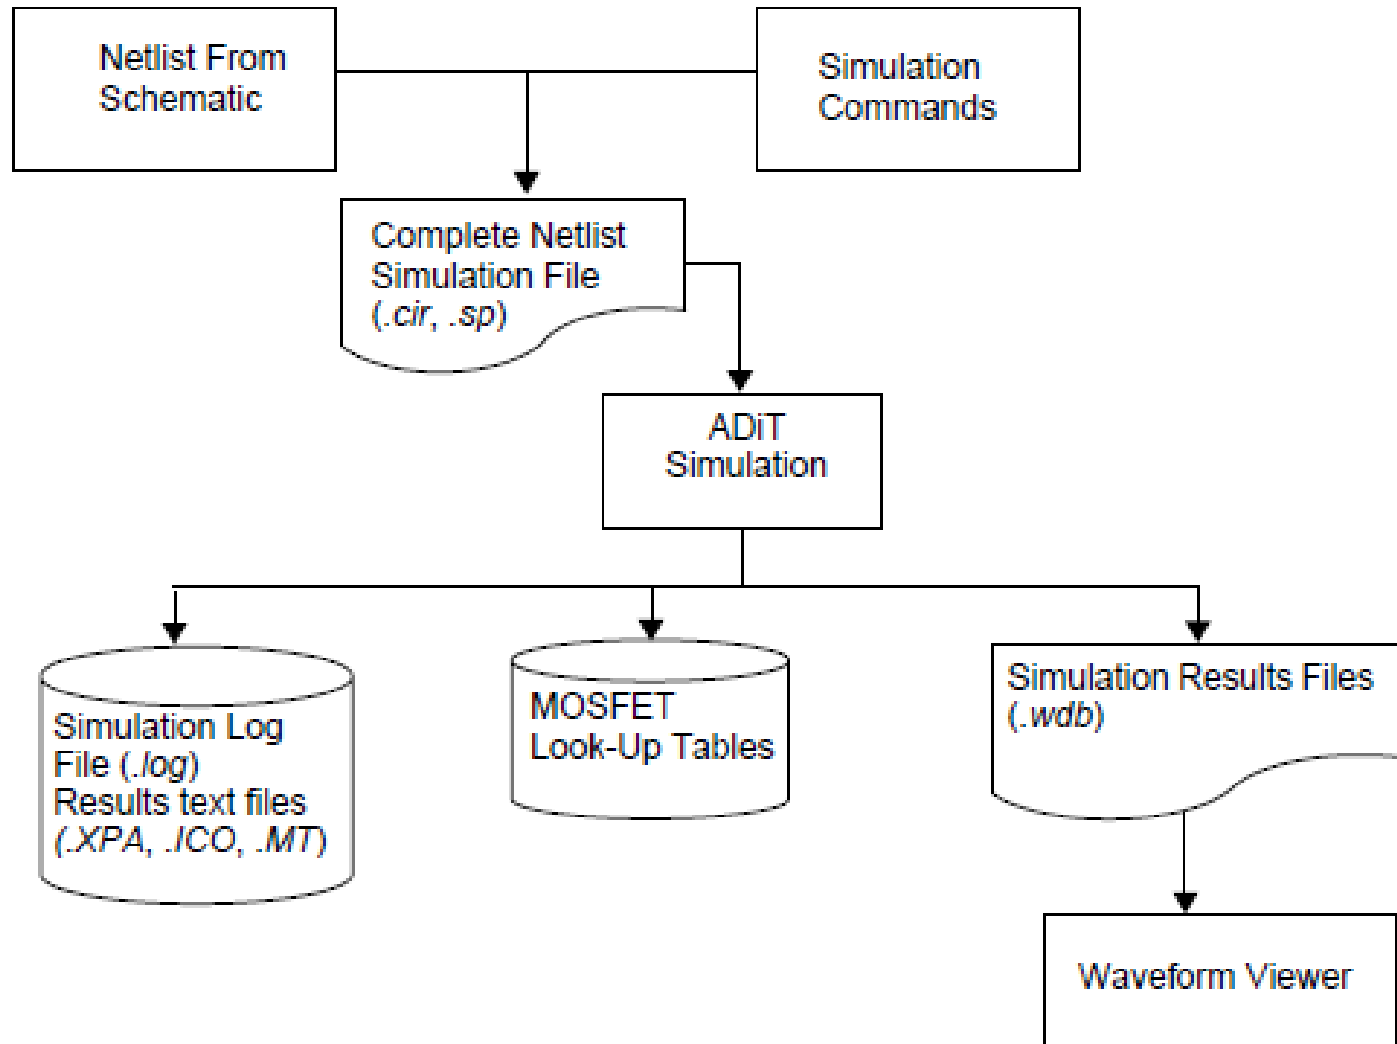 Netlist From
Schematic
Simulation
Commands
Complete Netlist
Simulation File
(.cir, .sp)
ADiT
Simulation
Simulation Log
File (.log)
Results text files
(.XPA, .ICO, .MT)
MOSFET
Look-Up Tables
Simulation Results Files
(.wdb)
Waveform Viewer